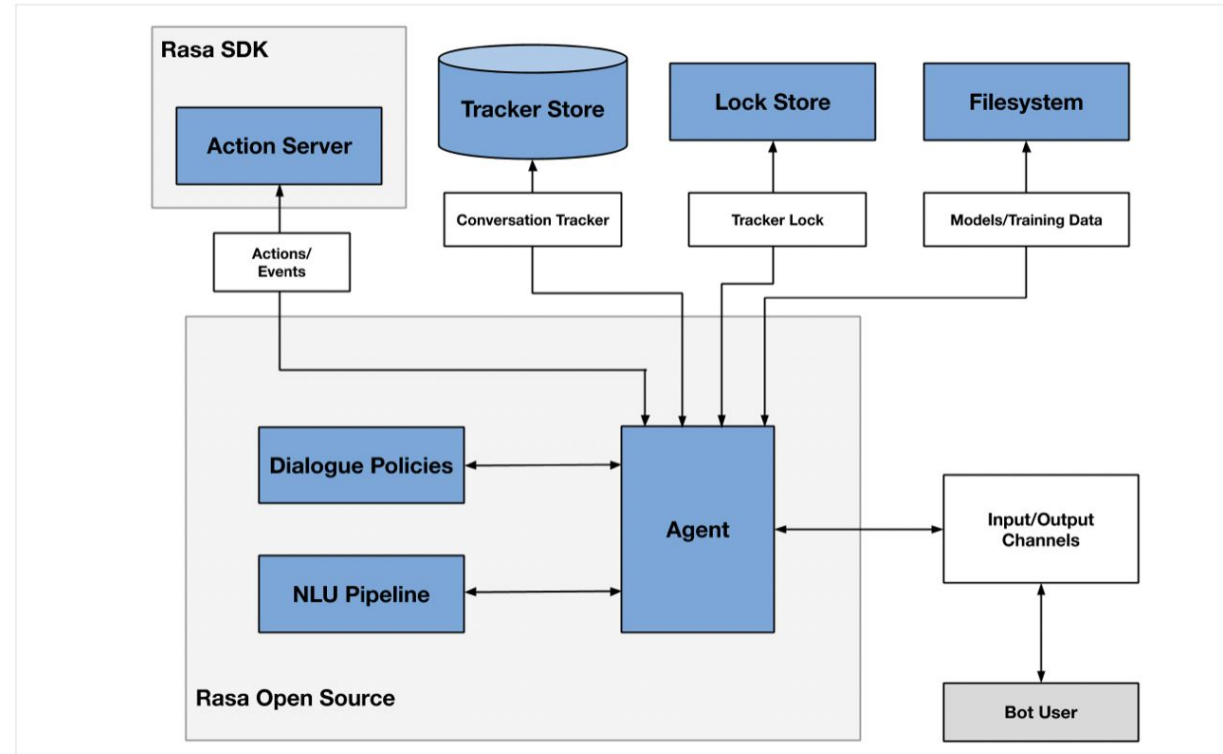 Rasa SDK
Action Server
Tracker Store
Lock Store
Filesystem
Actions/
Events
Conversation Tracker
Tracker Lock
Models/Training Data
Dialogue Policies
NLU Pipeline
Agent
Input/Output
Channels
Rasa Open Source
Bot User